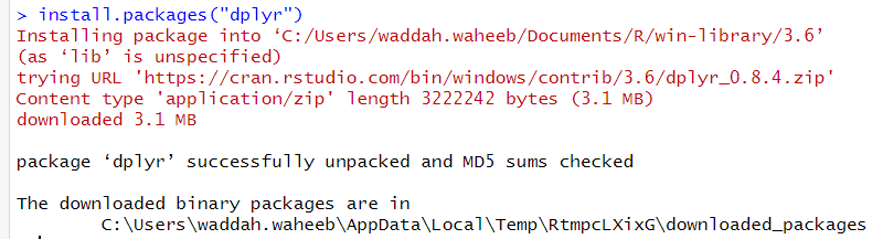 > install.packages("dplyr")
Installing package into ‘C:/Users/waddah.waheeb/Documents/R/win-library/3.6’
(as ‘lib’ is unspecified)
trying URL 'https://cran.rstudio.com/bin/windows/contrib/3.6/dplyr_0.8.4.zip'
Content type 'application/zip' length 3222242 bytes (3.1 MB)
downloaded 3.1 MB
package ‘dplyr’ successfully unpacked and MD5 sums checked
The downloaded binary packages are in
C:\Users\waddah.waheeb\AppData\Local\Temp\RtmpcLXixG\downloaded_packages